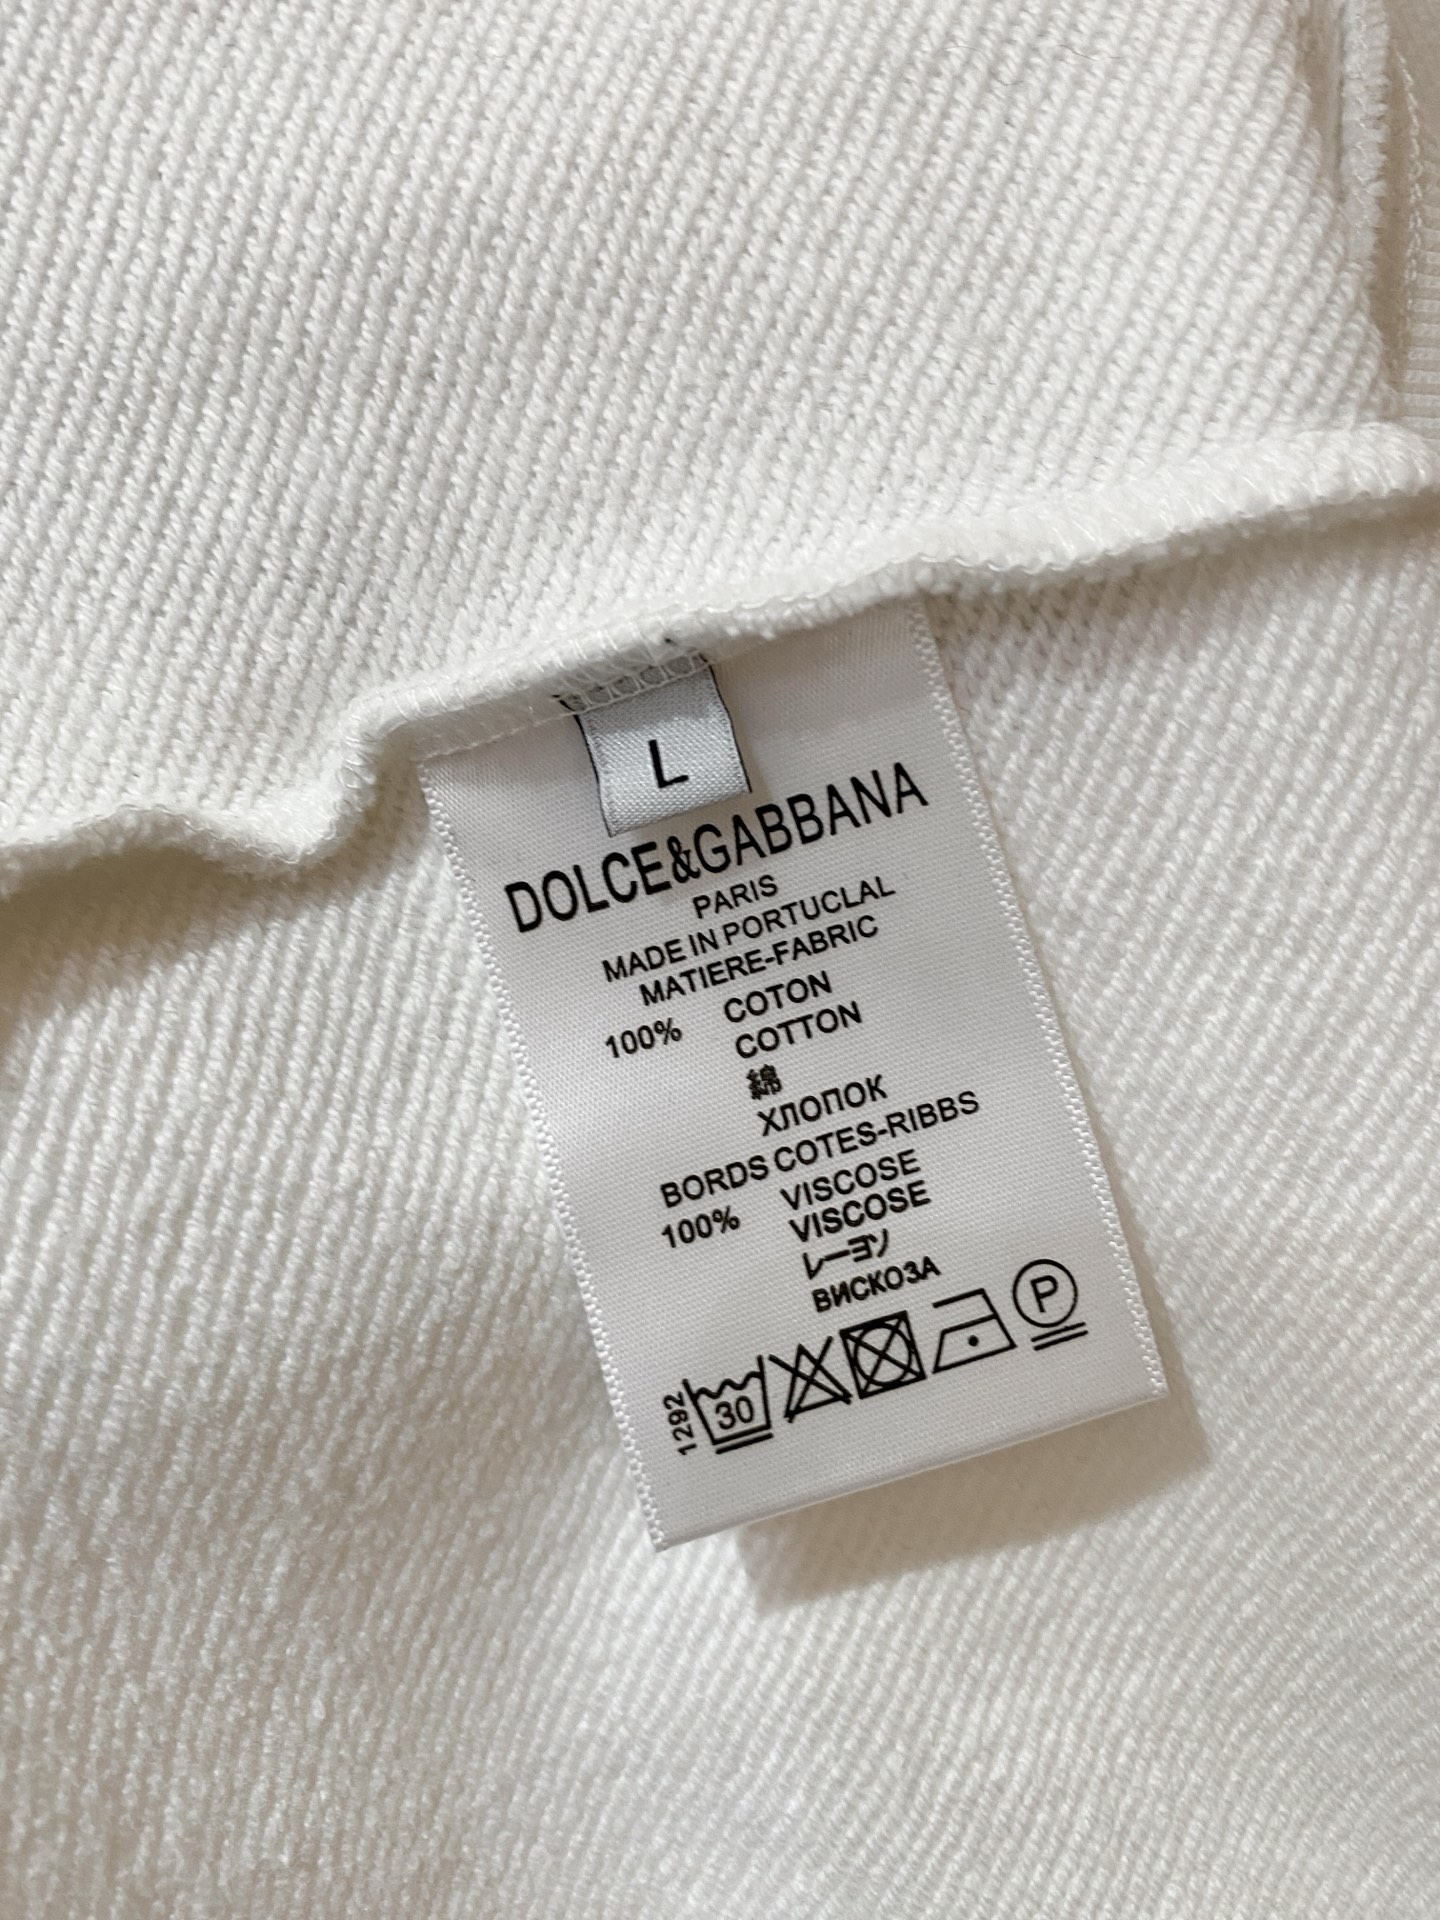 L
DOLCE&GABBANA
PARIS
MADE IN PORTUCLAL
MATIERE-FABRIC
100% COTON
COTTON
綿
ХЛОПОК
BORDS COTES-RIBBS
100% VISCOSE
VISCOSE
レーヨン
ВИСКОЗА
1292 30 P